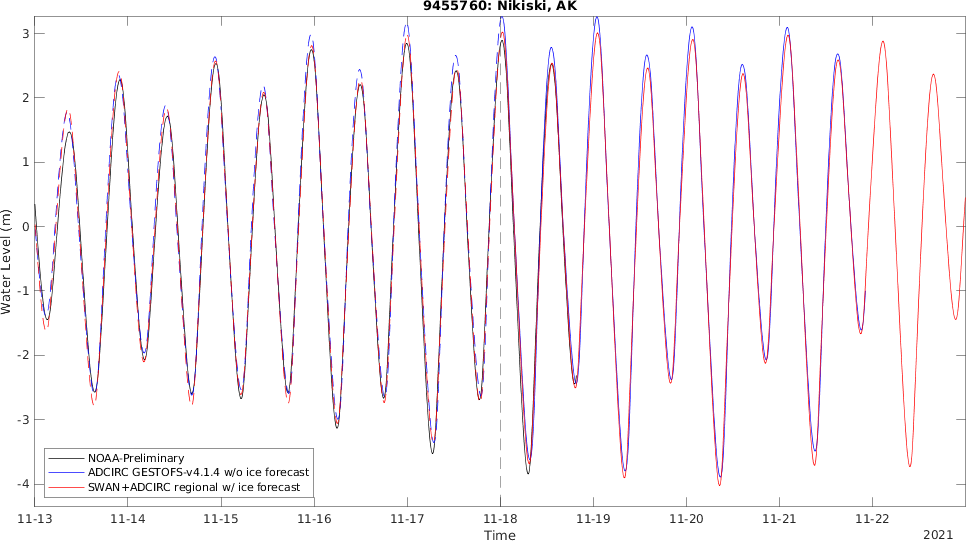 9455760: Nikiski, AK
3
2
1
0
-1
-2
-3
-4
Water Level (m)
NOAA-Preliminary
ADCIRC GESTOFS-v4.1.4 w/o ice forecast
SWAN+ADCIRC regional w/ ice forecast
11-13 11-14 11-15 11-16 11-17 11-18 11-19 11-20 11-21 11-22
Time
2021